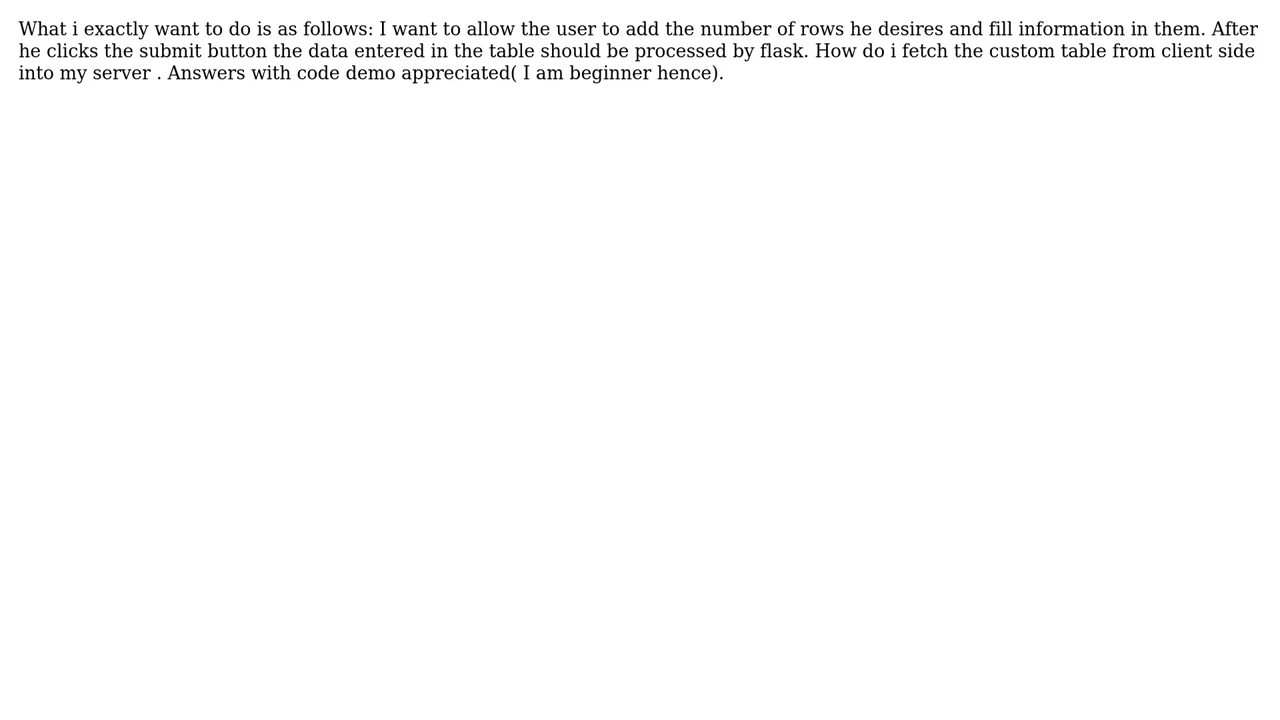 What i exactly want to do is as follows: I want to allow the user to add the number of rows he desires and fill information in them. After
he clicks the submit button the data entered in the table should be processed by flask. How do i fetch the custom table from client side
into my server . Answers with code demo appreciated( I am beginner hence).